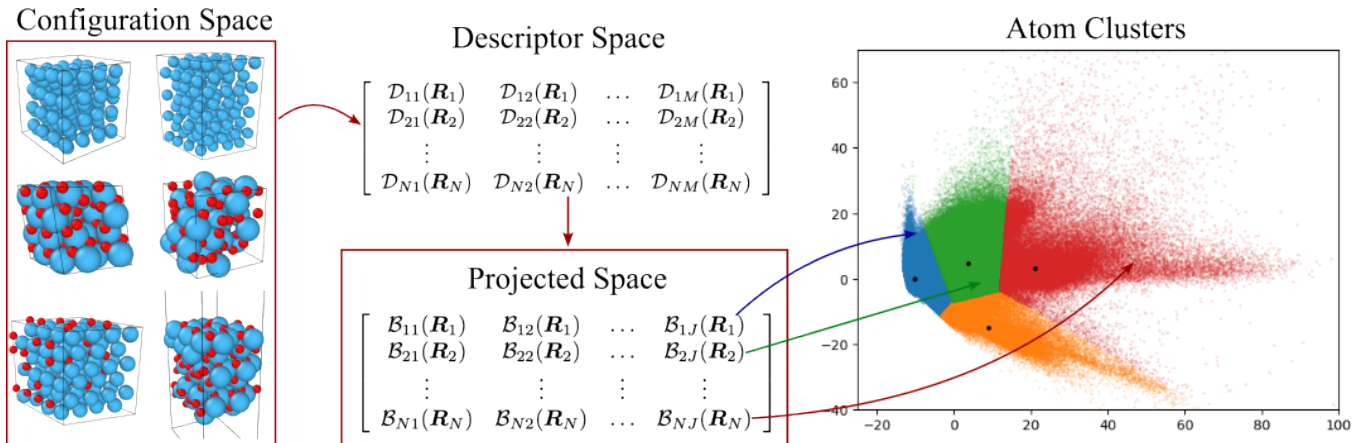 Configuration Space
Descriptor Space
𝒟₁₁(𝑹₁) 𝒟₁₂(𝑹₁) … 𝒟₁M(𝑹₁)
𝒟₂₁(𝑹₂) 𝒟₂₂(𝑹₂) … 𝒟₂M(𝑹₂)
⋮ ⋮ ⋮ ⋮
𝒟N1(𝑹N) 𝒟N2(𝑹N) … 𝒟NM(𝑹N)
Projected Space
ℬ₁₁(𝑹₁) ℬ₁₂(𝑹₁) … ℬ₁J(𝑹₁)
ℬ₂₁(𝑹₂) ℬ₂₂(𝑹₂) … ℬ₂J(𝑹₂)
⋮ ⋮ ⋮ ⋮
ℬN1(𝑹N) ℬN2(𝑹N) … ℬNJ(𝑹N)
Atom Clusters
60
40
20
0
−20
−40
−20 0 20 40 60 80 100